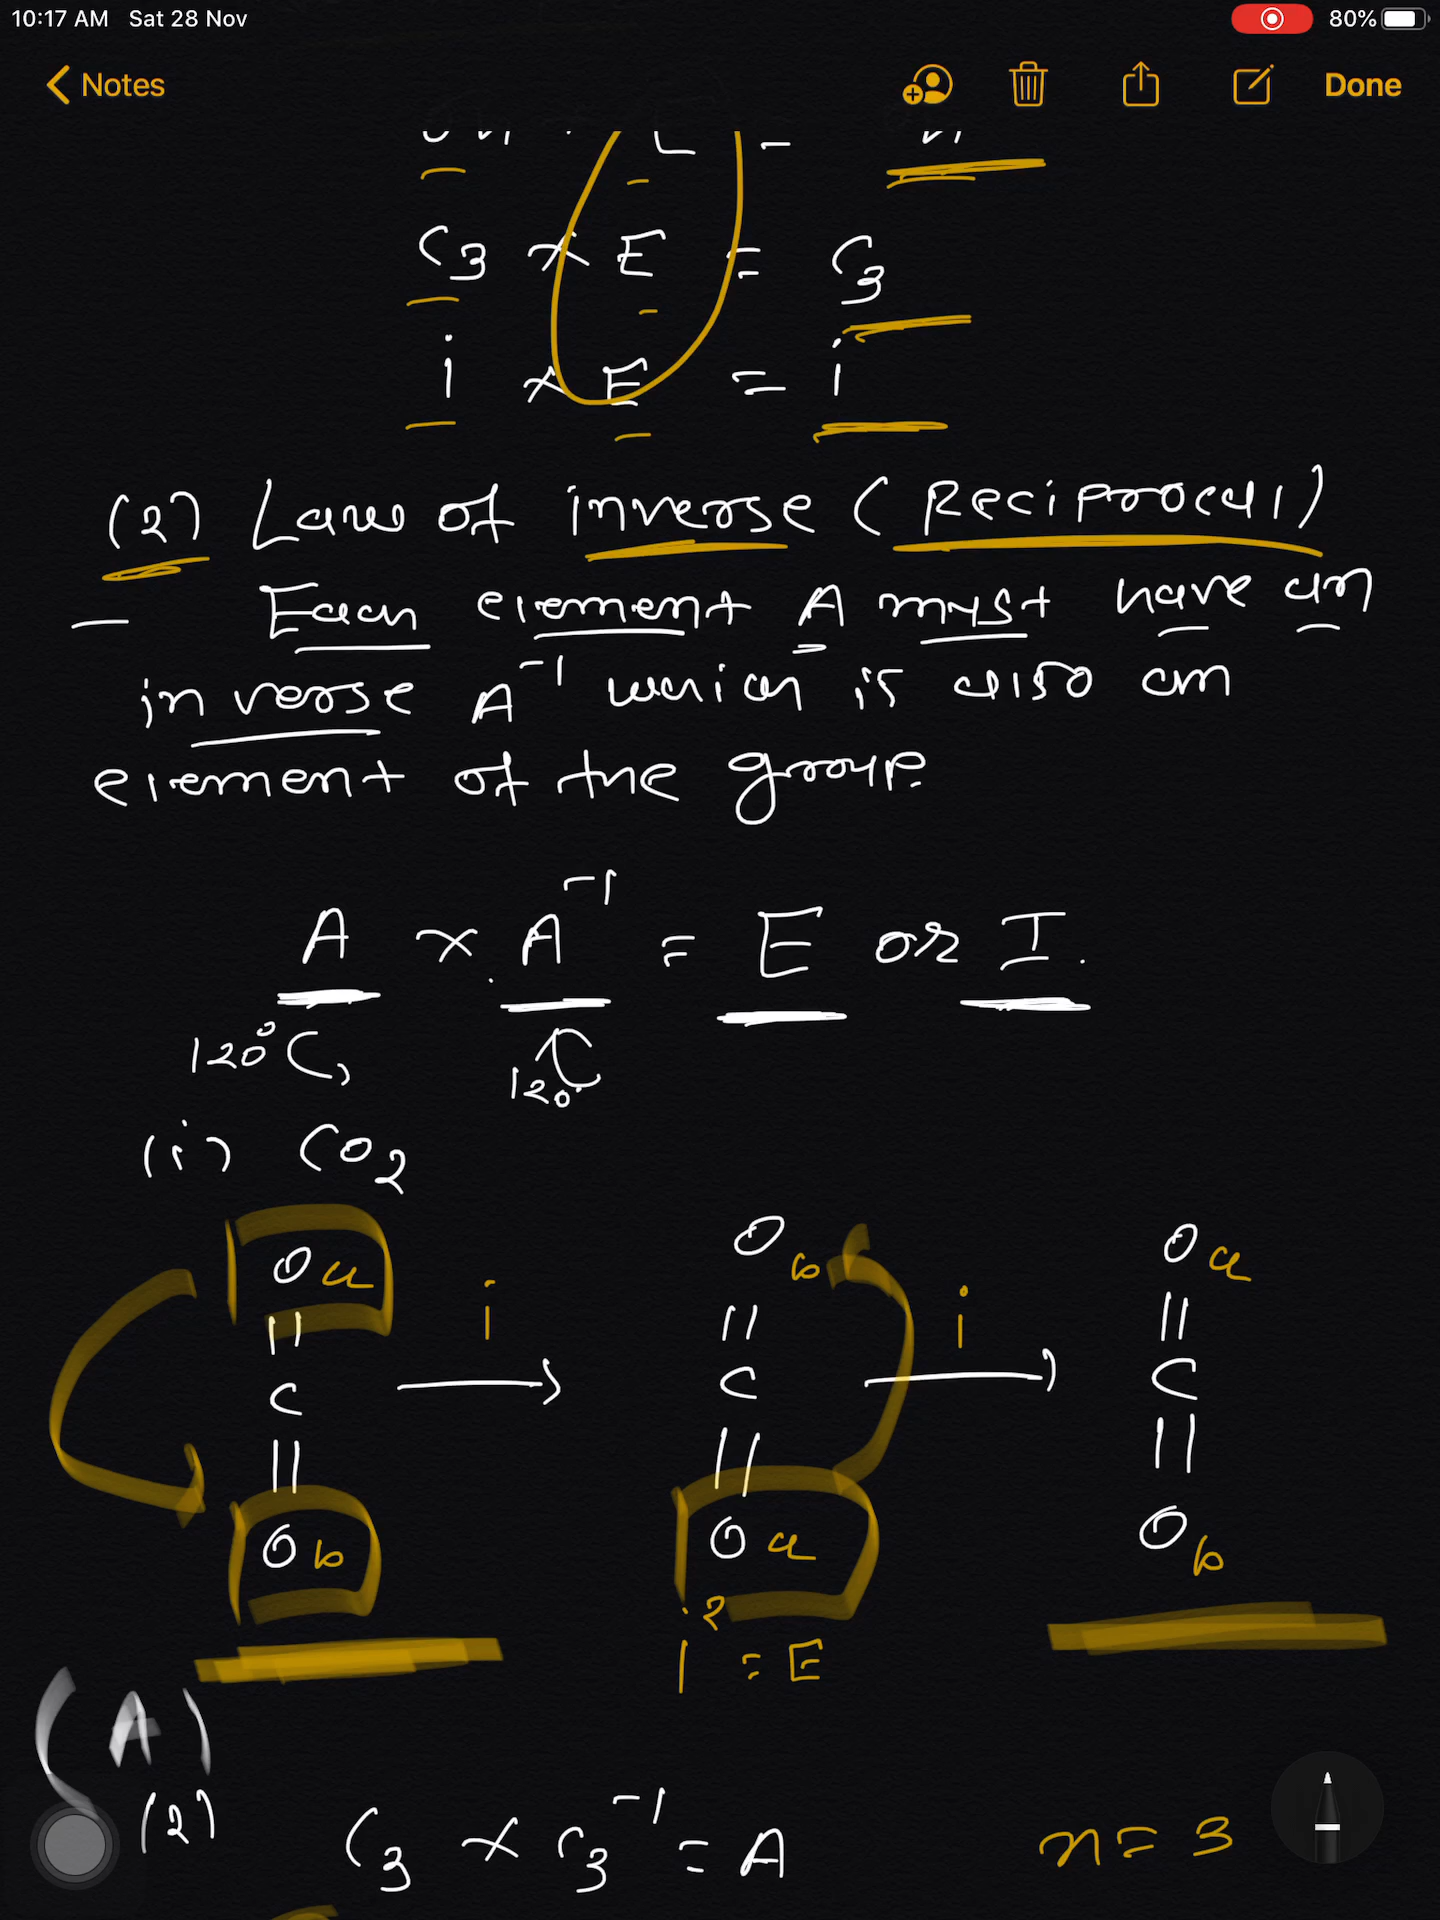 10:17 AM Sat 28 Nov 80%
Notes Done
C3 × E = C3
i × E = i
(2) Law of inverse (Reciprocal)
— Each element A must have an
inverse A⁻¹ which is also an
element of the group.
A × A⁻¹ = E or I.
120° 120°
(i) CO2
Oa i Ob i Oa
|| || ||
C → C → C
|| || ||
Ob Oa Ob
i² = E
(A)
(2) C3 × C3⁻¹ = A n = 3